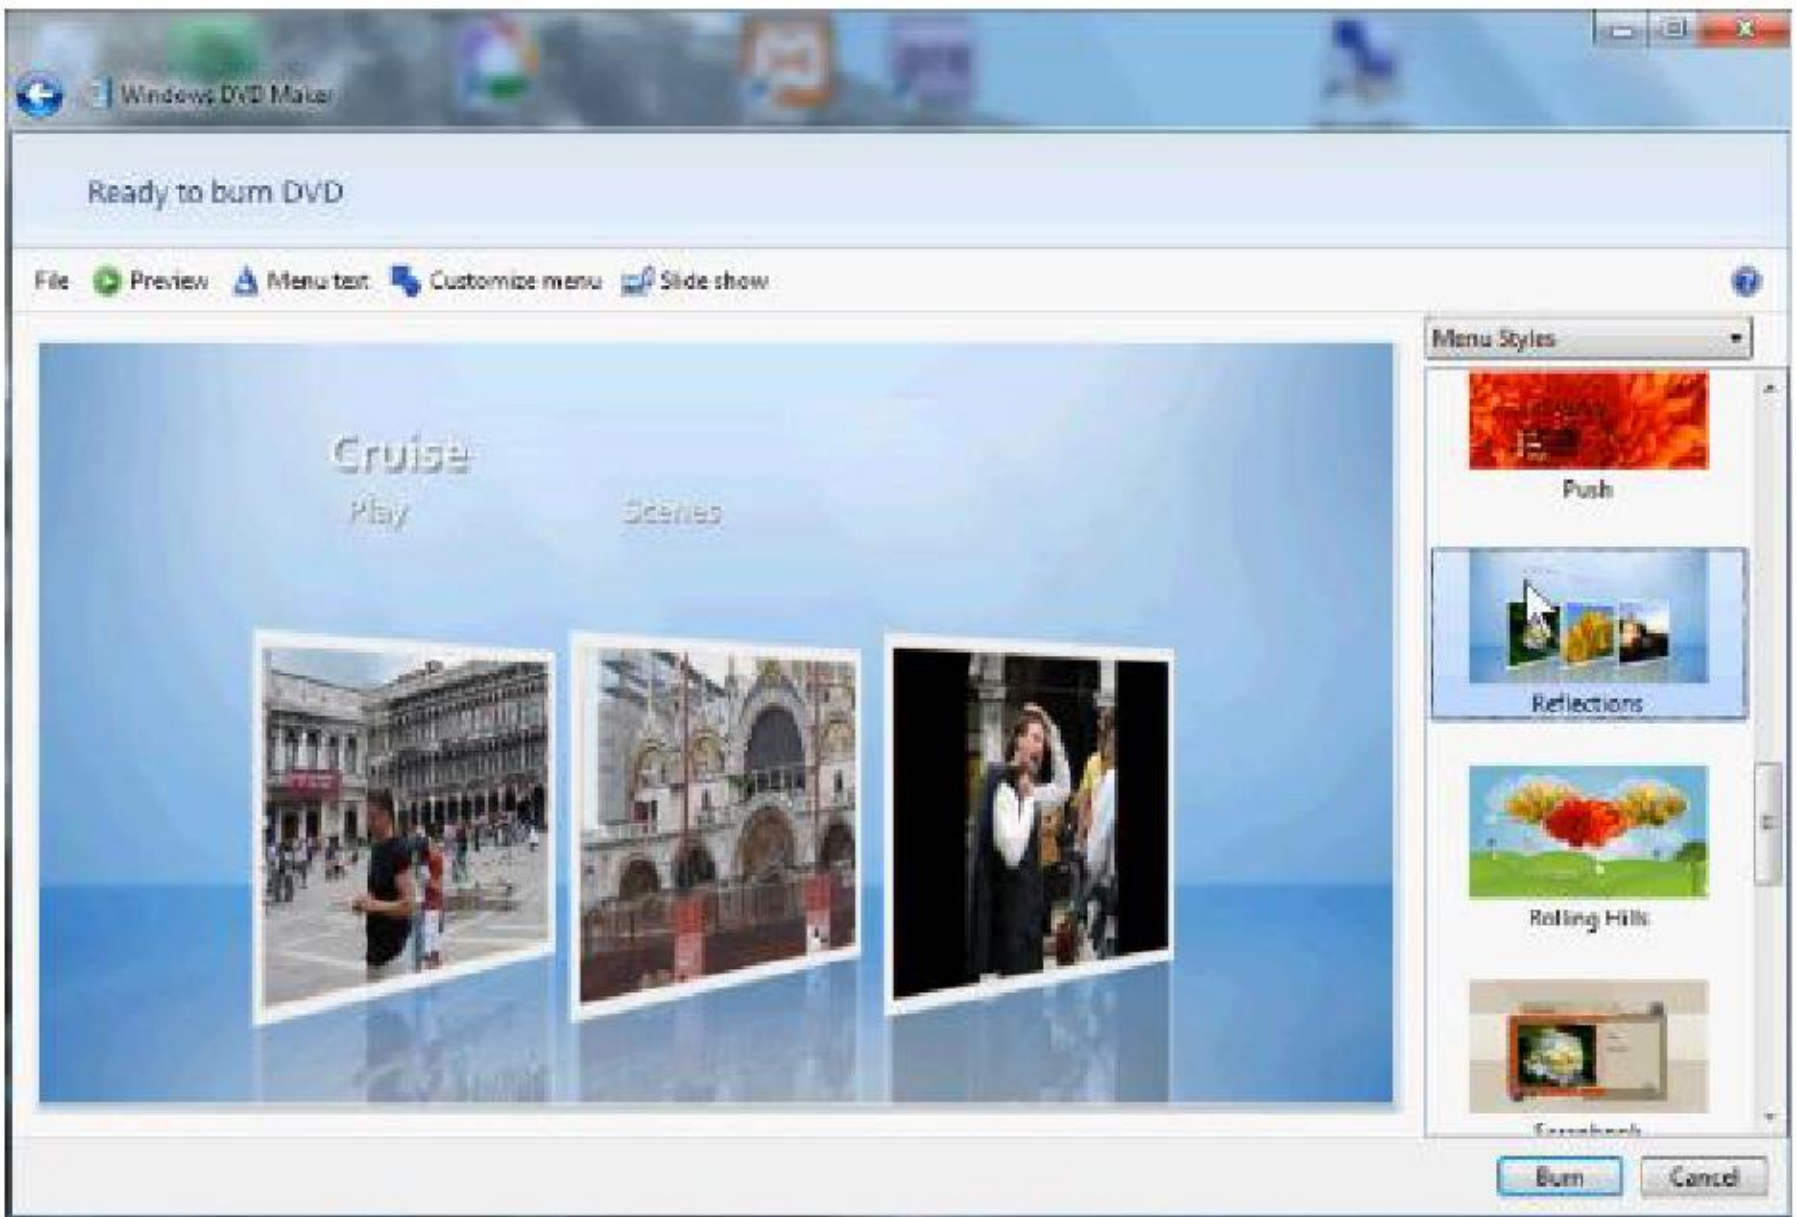 Windows DVD Maker
Ready to burn DVD
File Preview Menu text Customize menu Slide show
Menu Styles
Cruise
Play Scenes
Push
Reflections
Rolling Hills
Scrapbook
Burn Cancel